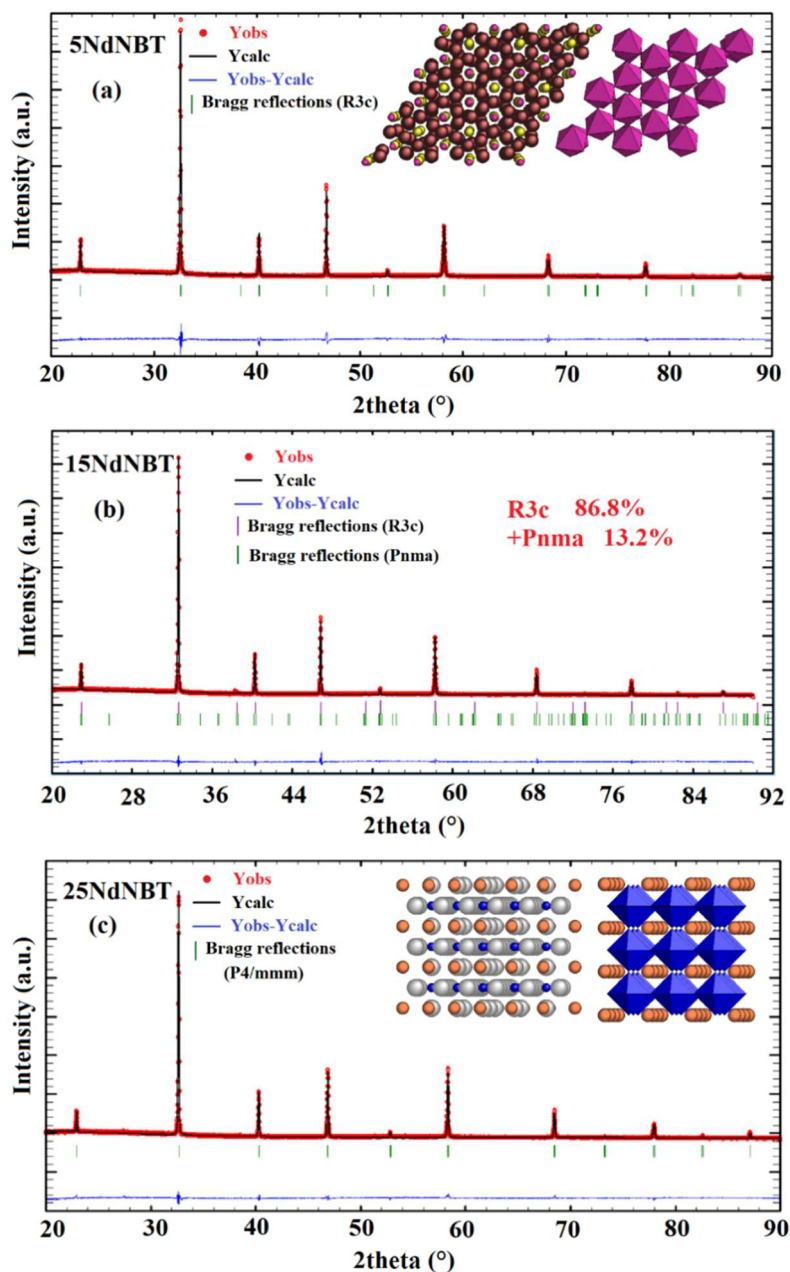 5NdNBT
(a)
Yobs
Ycalc
Yobs-Ycalc
Bragg reflections (R3c)
Intensity (a.u.)
20 30 40 50 60 70 80 90
2theta (°)
15NdNBT
(b)
Yobs
Ycalc
Yobs-Ycalc
Bragg reflections (R3c)
Bragg reflections (Pnma)
R3c 86.8%
+Pnma 13.2%
Intensity (a.u.)
20 28 36 44 52 60 68 76 84 92
2theta (°)
25NdNBT
(c)
Yobs
Ycalc
Yobs-Ycalc
Bragg reflections
(P4/mmm)
Intensity (a.u.)
20 30 40 50 60 70 80 90
2theta (°)